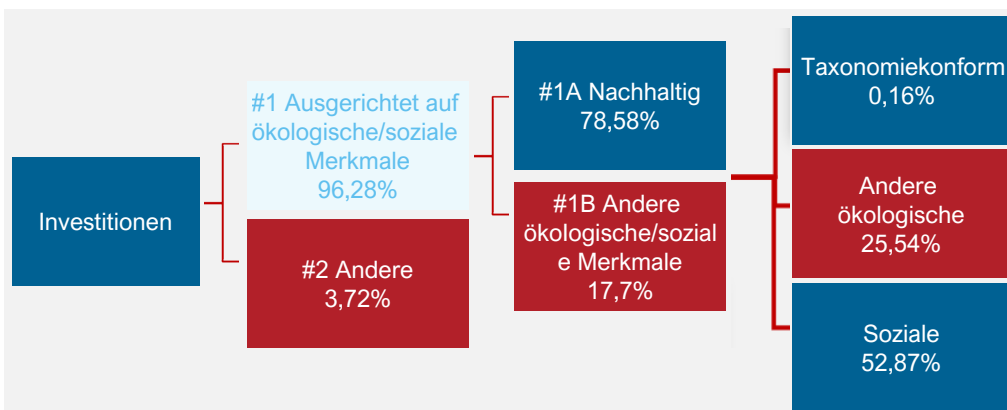 Investitionen
#1 Ausgerichtet auf
ökologische/soziale
Merkmale
96,28%
#2 Andere
3,72%
#1A Nachhaltig
78,58%
#1B Andere
ökologische/sozial
e Merkmale
17,7%
Taxonomiekonform
0,16%
Andere
ökologische
25,54%
Soziale
52,87%